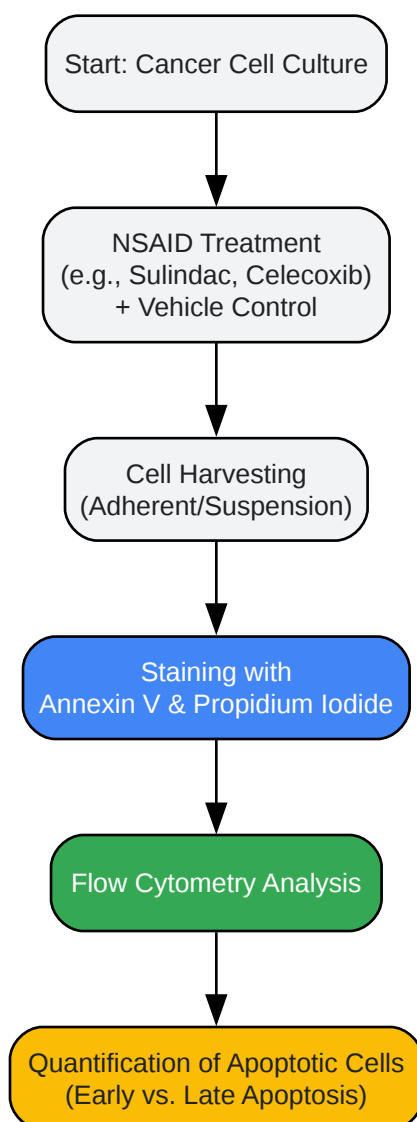 Start: Cancer Cell Culture
NSAID Treatment
(e.g., Sulindac, Celecoxib)
+ Vehicle Control
Cell Harvesting
(Adherent/Suspension)
Staining with
Annexin V & Propidium Iodide
Flow Cytometry Analysis
Quantification of Apoptotic Cells
(Early vs. Late Apoptosis)